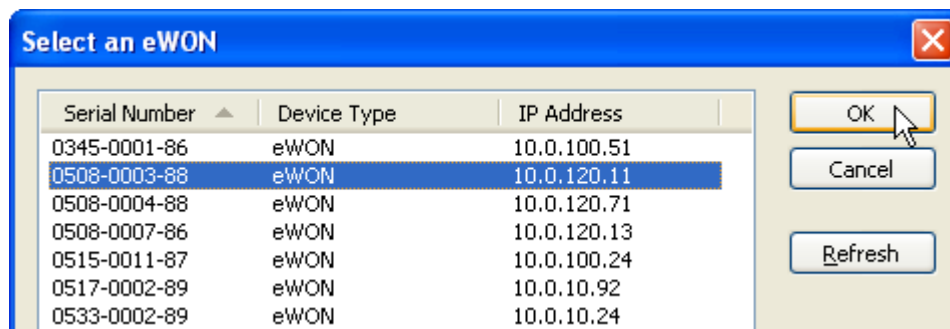 Select an eWON
Serial Number Device Type IP Address
0345-0001-86 eWON 10.0.100.51
0508-0003-88 eWON 10.0.120.11
0508-0004-88 eWON 10.0.120.71
0508-0007-86 eWON 10.0.120.13
0515-0011-87 eWON 10.0.100.24
0517-0002-89 eWON 10.0.10.92
0533-0002-89 eWON 10.0.10.24
OK
Cancel
Refresh